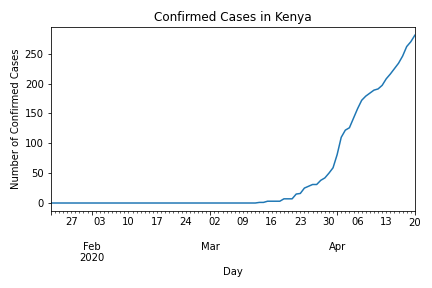 Confirmed Cases in Kenya
Number of Confirmed Cases
250
200
150
100
50
0
27 03 10 17 24 02 09 16 23 30 06 13 20
Feb Mar Apr
2020
Day